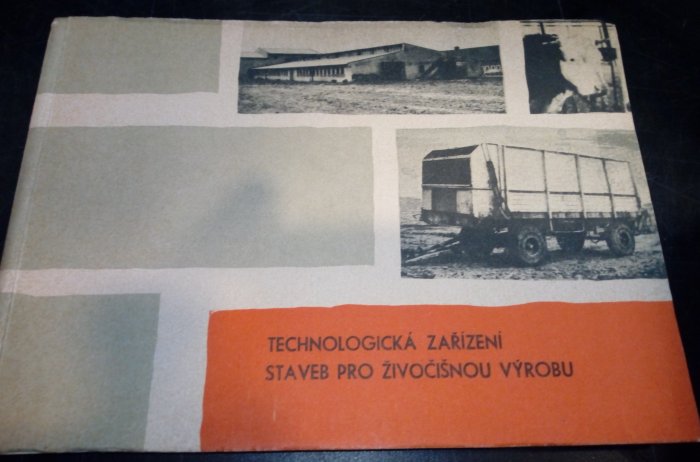 TECHNOLOGICKÁ ZAŘÍZENÍ
STAVEB PRO ŽIVOČIŠNOU VÝROBU